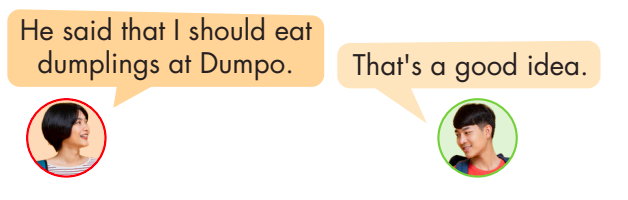 He said that I should eat
dumplings at Dumpo.
That's a good idea.